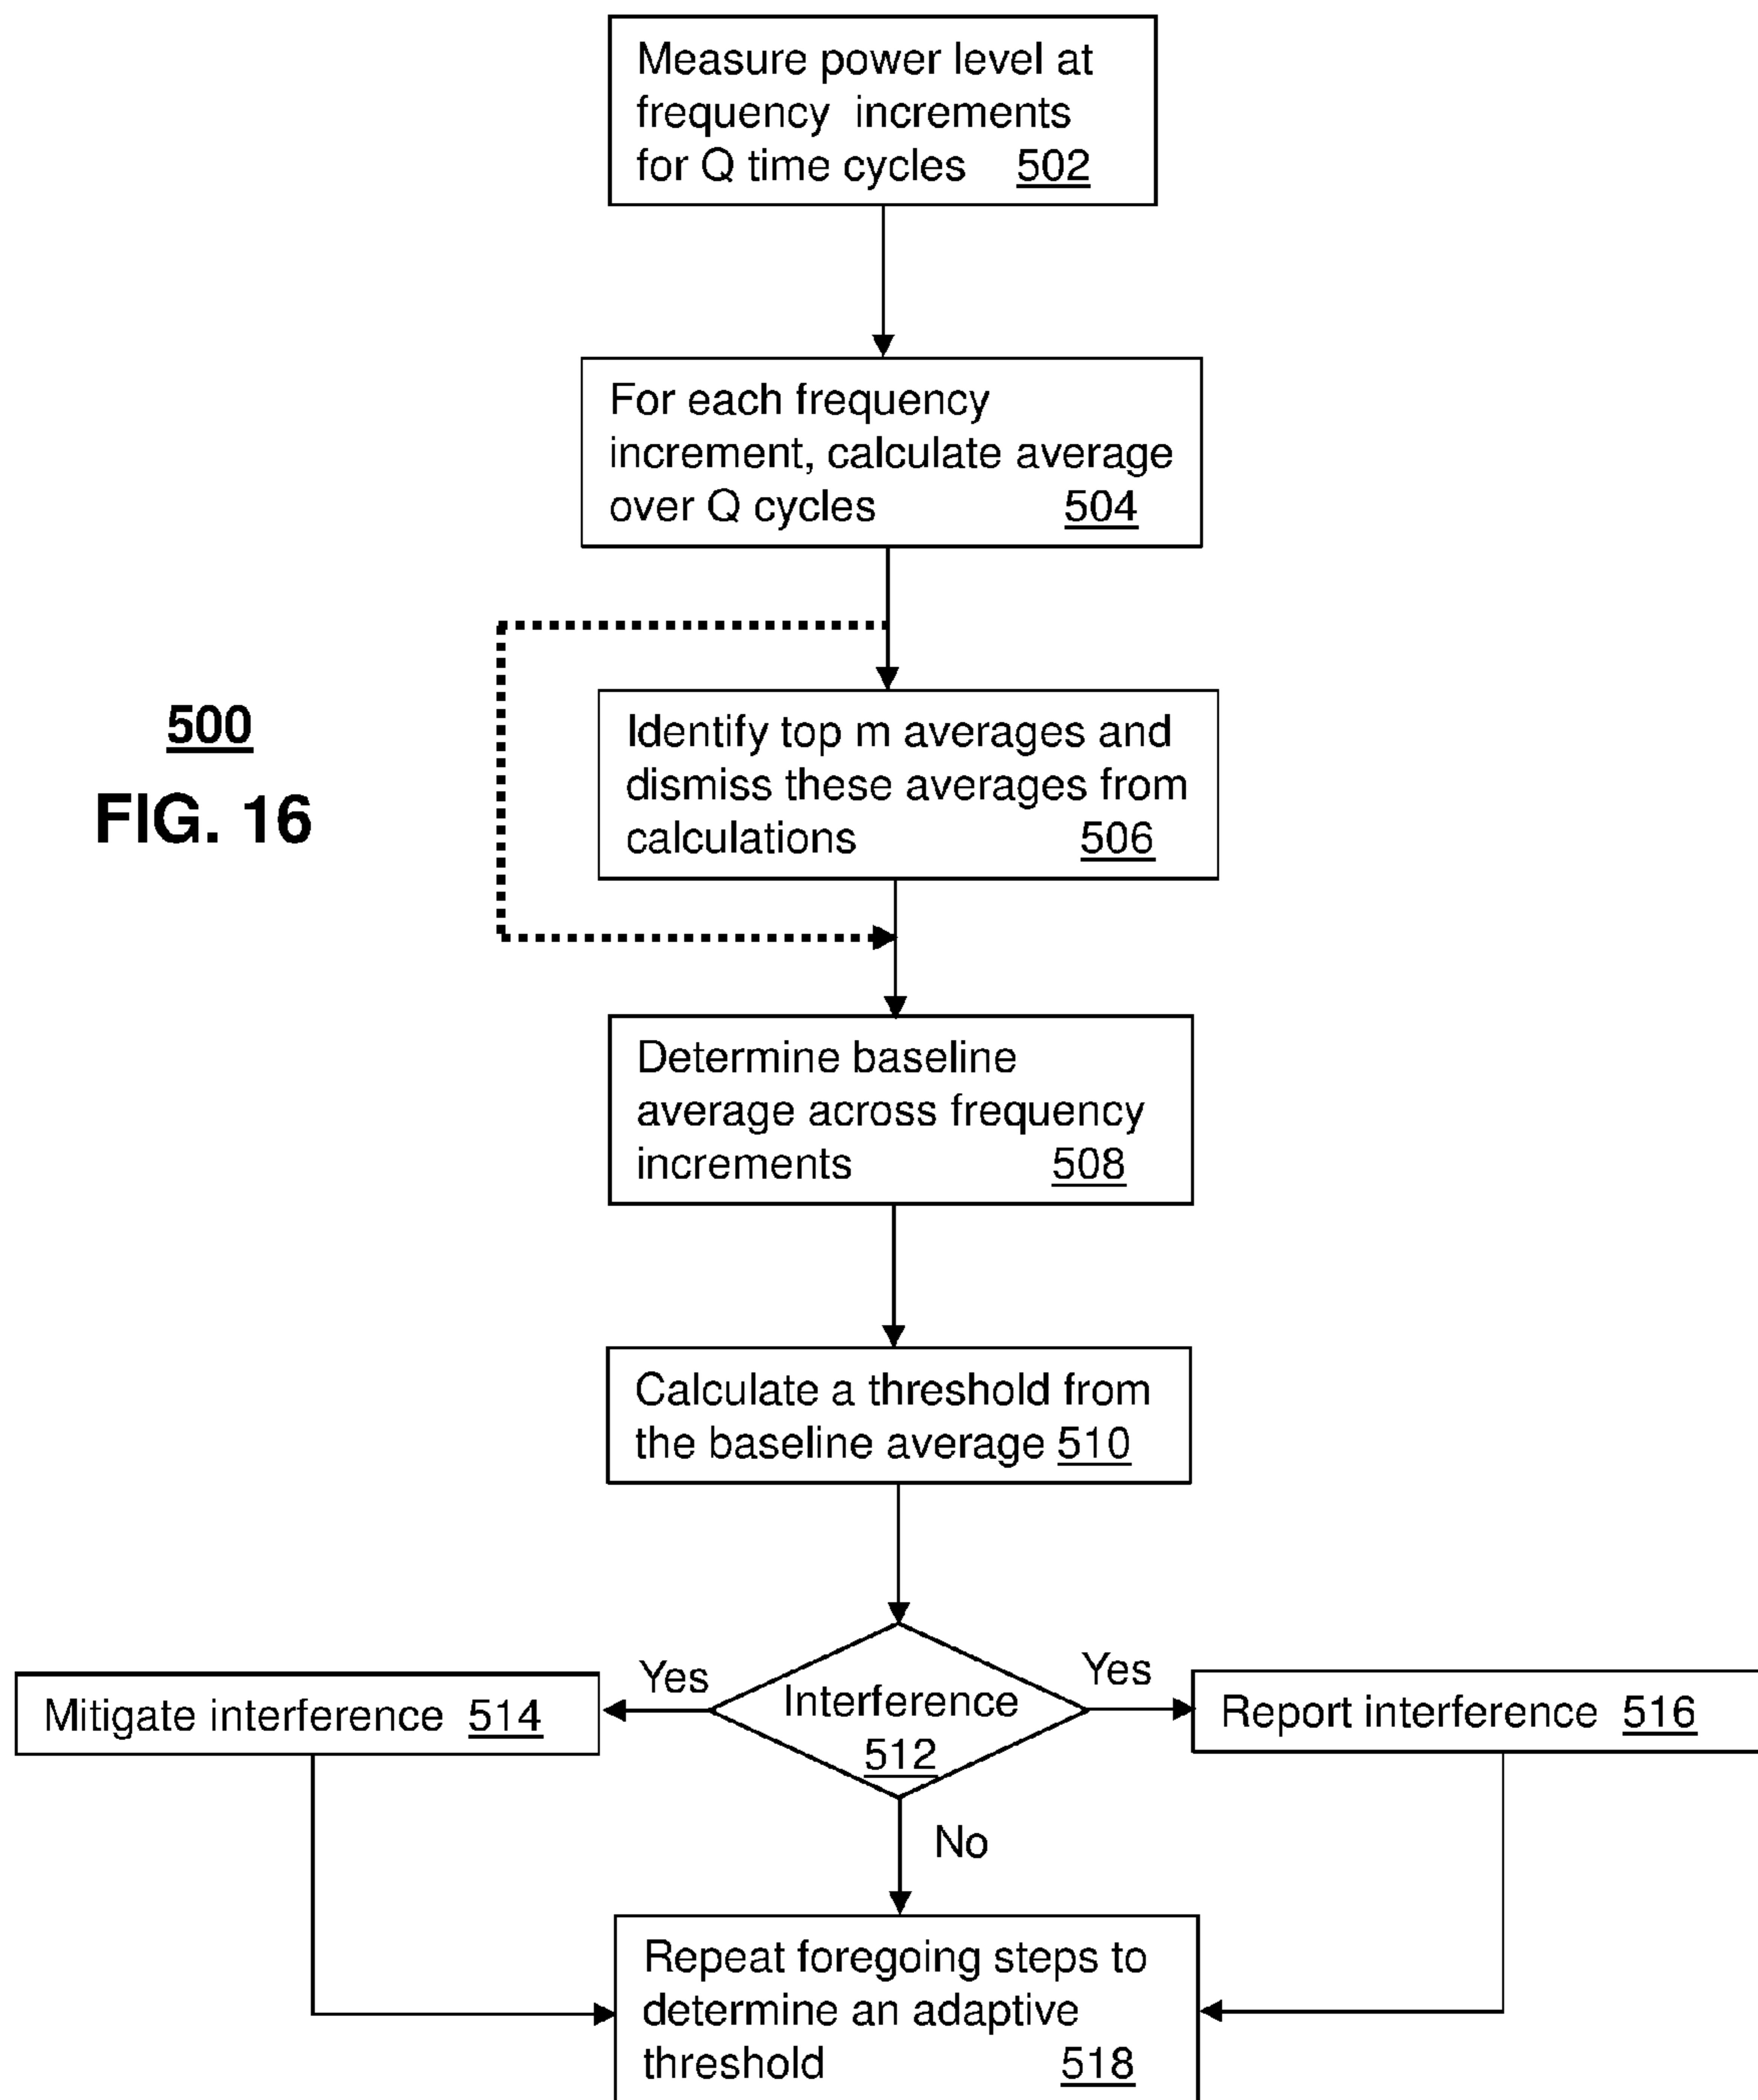 Measure power level at
frequency increments
for Q time cycles 502
For each frequency
increment, calculate average
over Q cycles 504
500
FIG. 16
Identify top m averages and
dismiss these averages from
calculations 506
Determine baseline
average across frequency
increments 508
Calculate a threshold from
the baseline average 510
Yes
Yes
Mitigate interference 514
Interference
512
Report interference 516
No
Repeat foregoing steps to
determine an adaptive
threshold 518